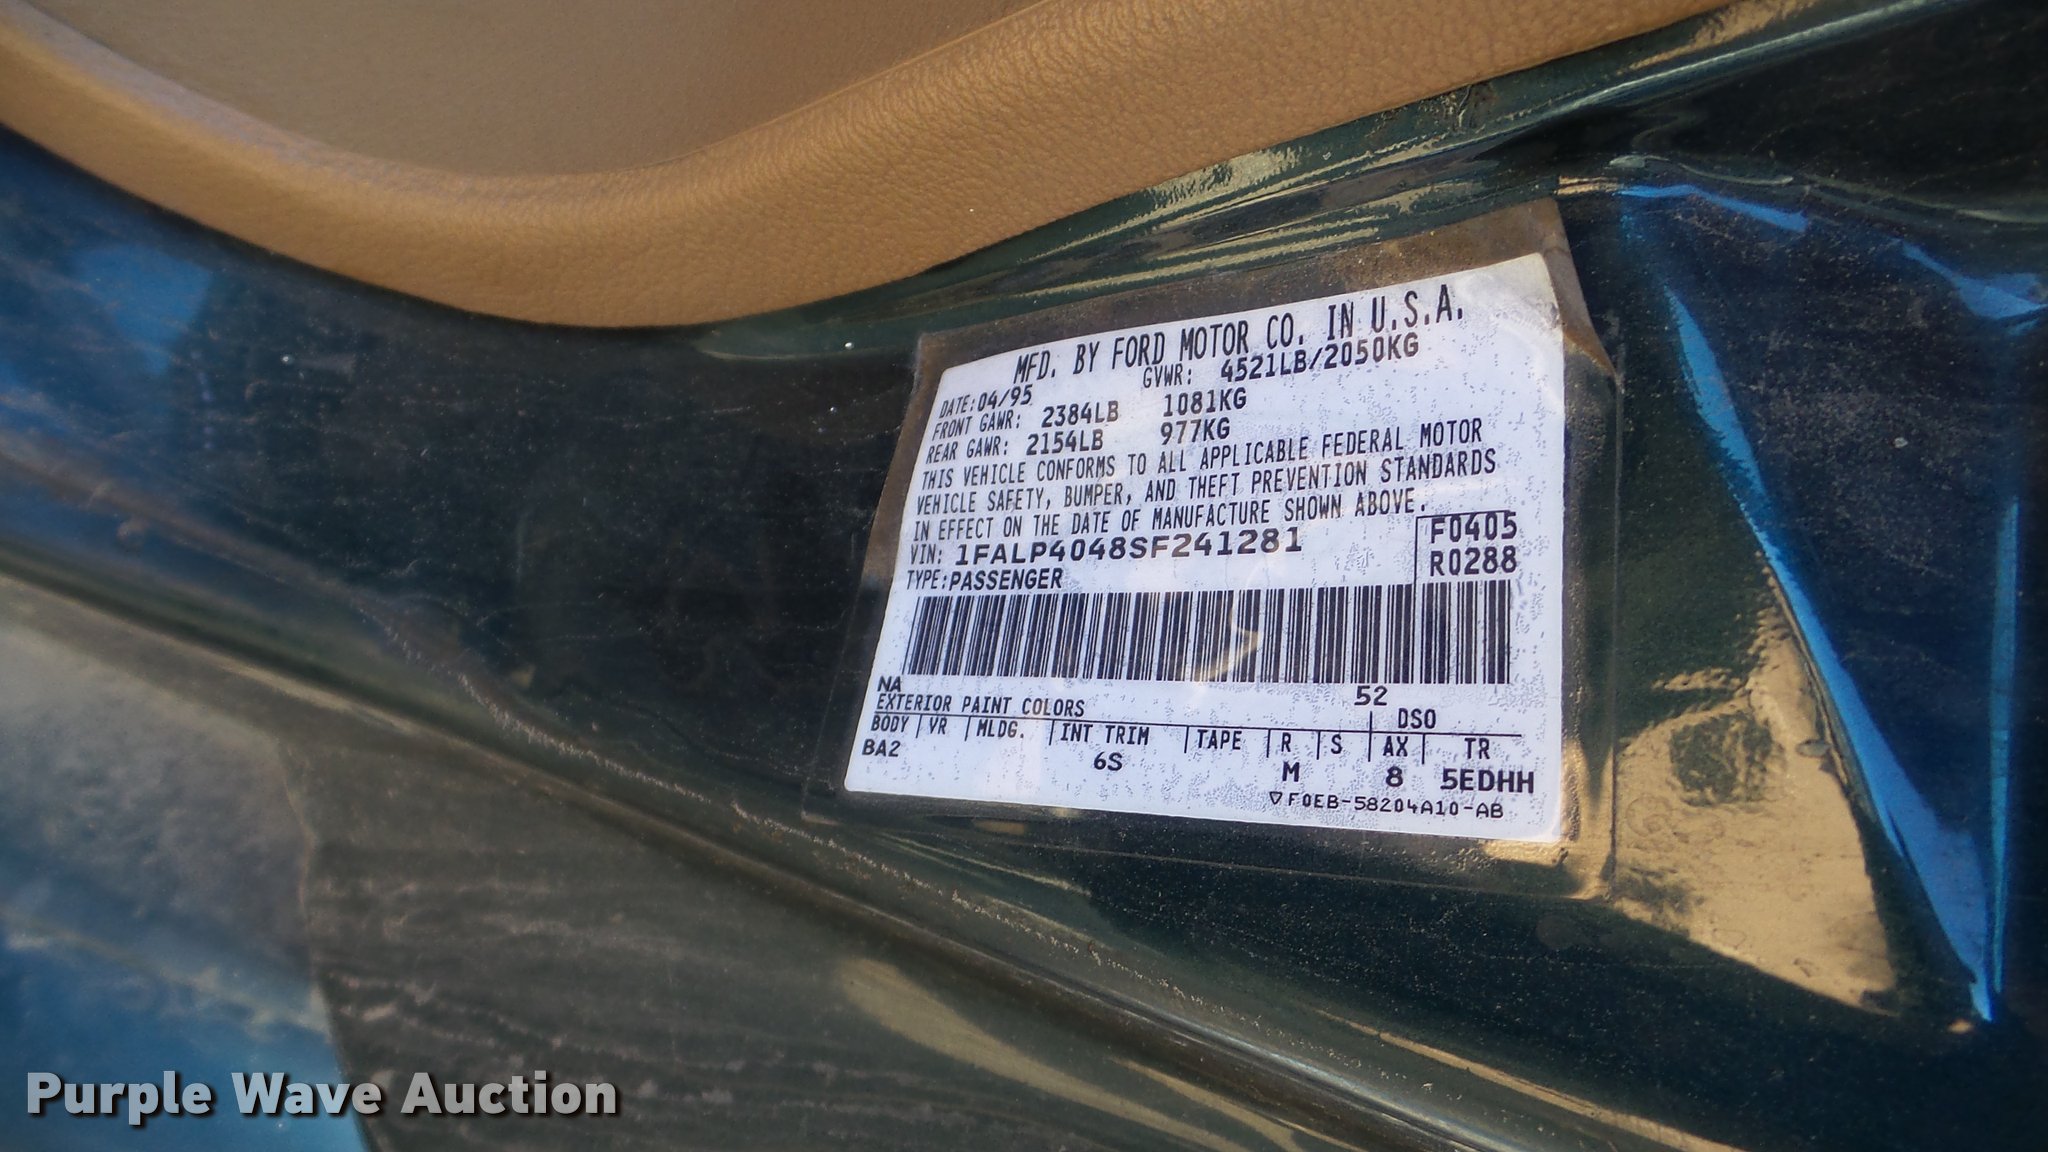 MFD. BY FORD MOTOR CO. IN U.S.A.
DATE: 04/95 GVWR: 4521LB/2050KG
FRONT GAWR: 2384LB 1081KG
REAR GAWR: 2154LB 977KG
THIS VEHICLE CONFORMS TO ALL APPLICABLE FEDERAL MOTOR
VEHICLE SAFETY, BUMPER, AND THEFT PREVENTION STANDARDS
IN EFFECT ON THE DATE OF MANUFACTURE SHOWN ABOVE.
VIN: 1FALP4048SF241281 F0405
TYPE: PASSENGER R0288
NA 52
EXTERIOR PAINT COLORS DSO
BODY VR MLDG. INT TRIM TAPE R S AX TR
BA2 6S M 8 5EDHH
▽F0EB-58204A10-AB
Purple Wave Auction